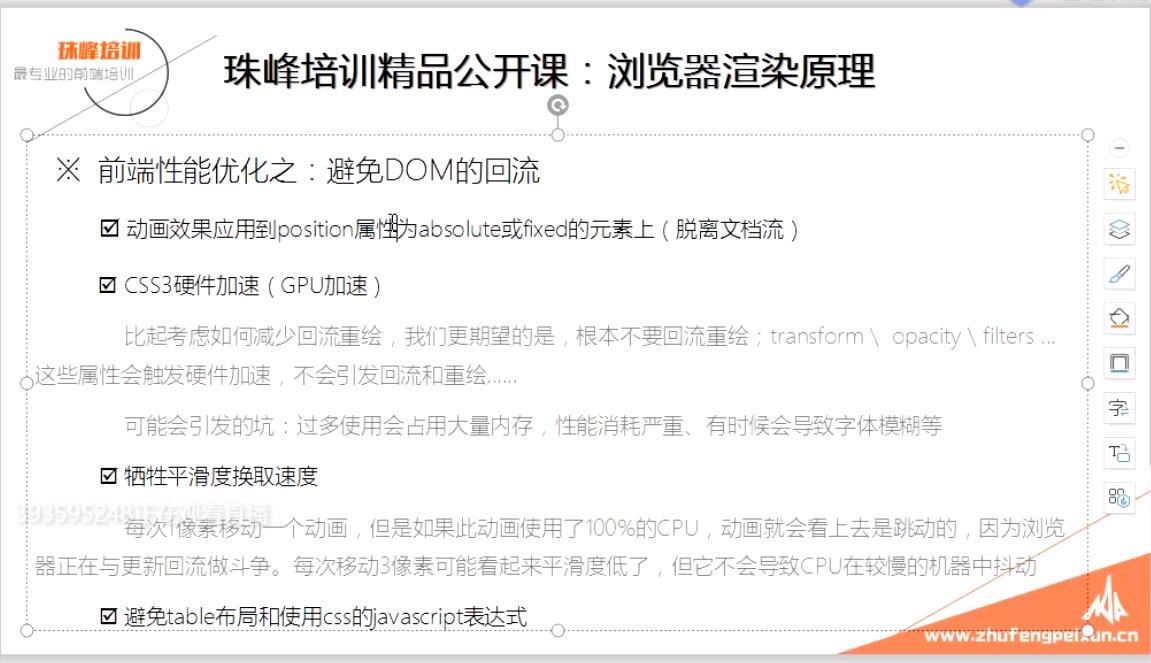 珠峰培训
最专业的前端培训
珠峰培训精品公开课：浏览器渲染原理
※ 前端性能优化之：避免DOM的回流
☑ 动画效果应用到position属性为absolute或fixed的元素上（脱离文档流）
☑ CSS3硬件加速（GPU加速）
比起考虑如何减少回流重绘，我们更期望的是，根本不要回流重绘；transform \ opacity \ filters ...
这些属性会触发硬件加速，不会引发回流和重绘......
可能会引发的坑：过多使用会占用大量内存，性能消耗严重、有时候会导致字体模糊等
☑ 牺牲平滑度换取速度
393595248正在观看直播
每次1像素移动一个动画，但是如果此动画使用了100%的CPU，动画就会看上去是跳动的，因为浏览
器正在与更新回流做斗争。每次移动3像素可能看起来平滑度低了，但它不会导致CPU在较慢的机器中抖动
☑ 避免table布局和使用css的javascript表达式
www.zhufengpeixun.cn
字
T